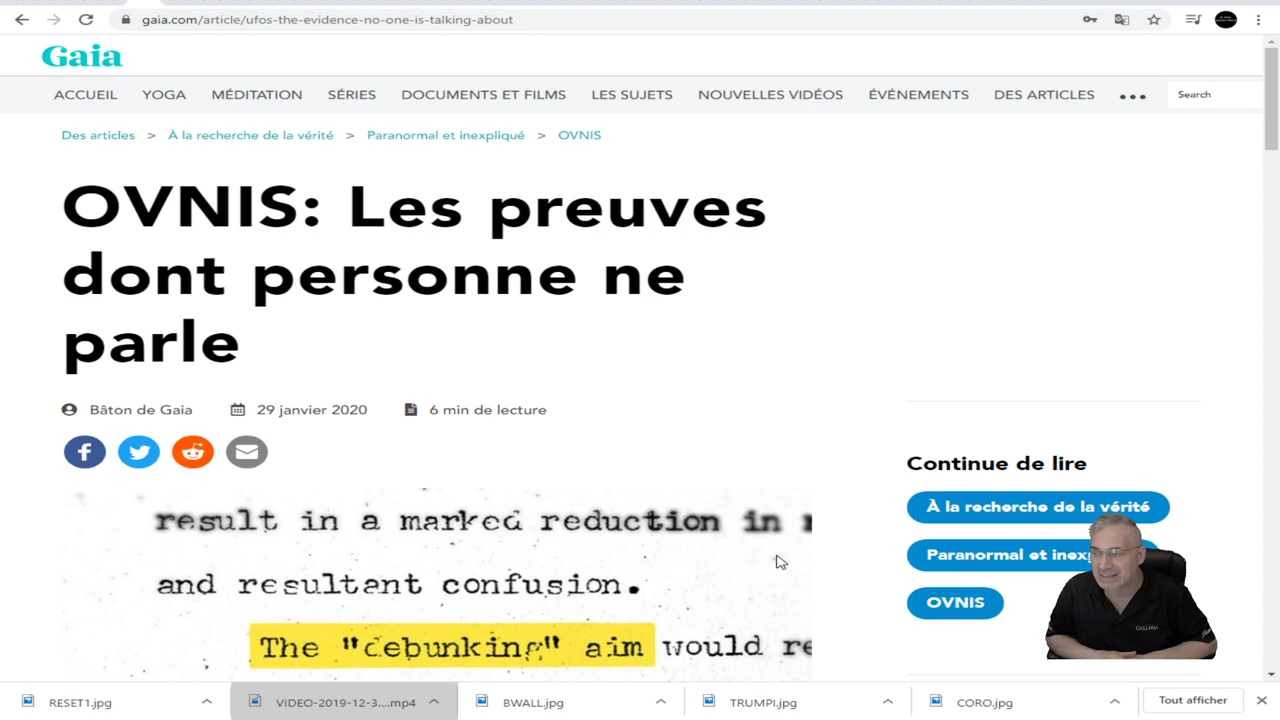 gaia.com/article/ufos-the-evidence-no-one-is-talking-about
Gaia
ACCUEIL YOGA MÉDITATION SÉRIES DOCUMENTS ET FILMS LES SUJETS NOUVELLES VIDÉOS ÉVÉNEMENTS DES ARTICLES Search
Des articles > À la recherche de la vérité > Paranormal et inexpliqué > OVNIS
OVNIS: Les preuves
dont personne ne
parle
Bâton de Gaia 29 janvier 2020 6 min de lecture
Continue de lire
À la recherche de la vérité
Paranormal et
OVNIS
result in a marked reduction in
and resultant confusion.
The "debunking" aim would
RESET1.jpg VIDEO-2019-12-3....mp4 BWALL.jpg TRUMPI.jpg CORO.jpg Tout afficher